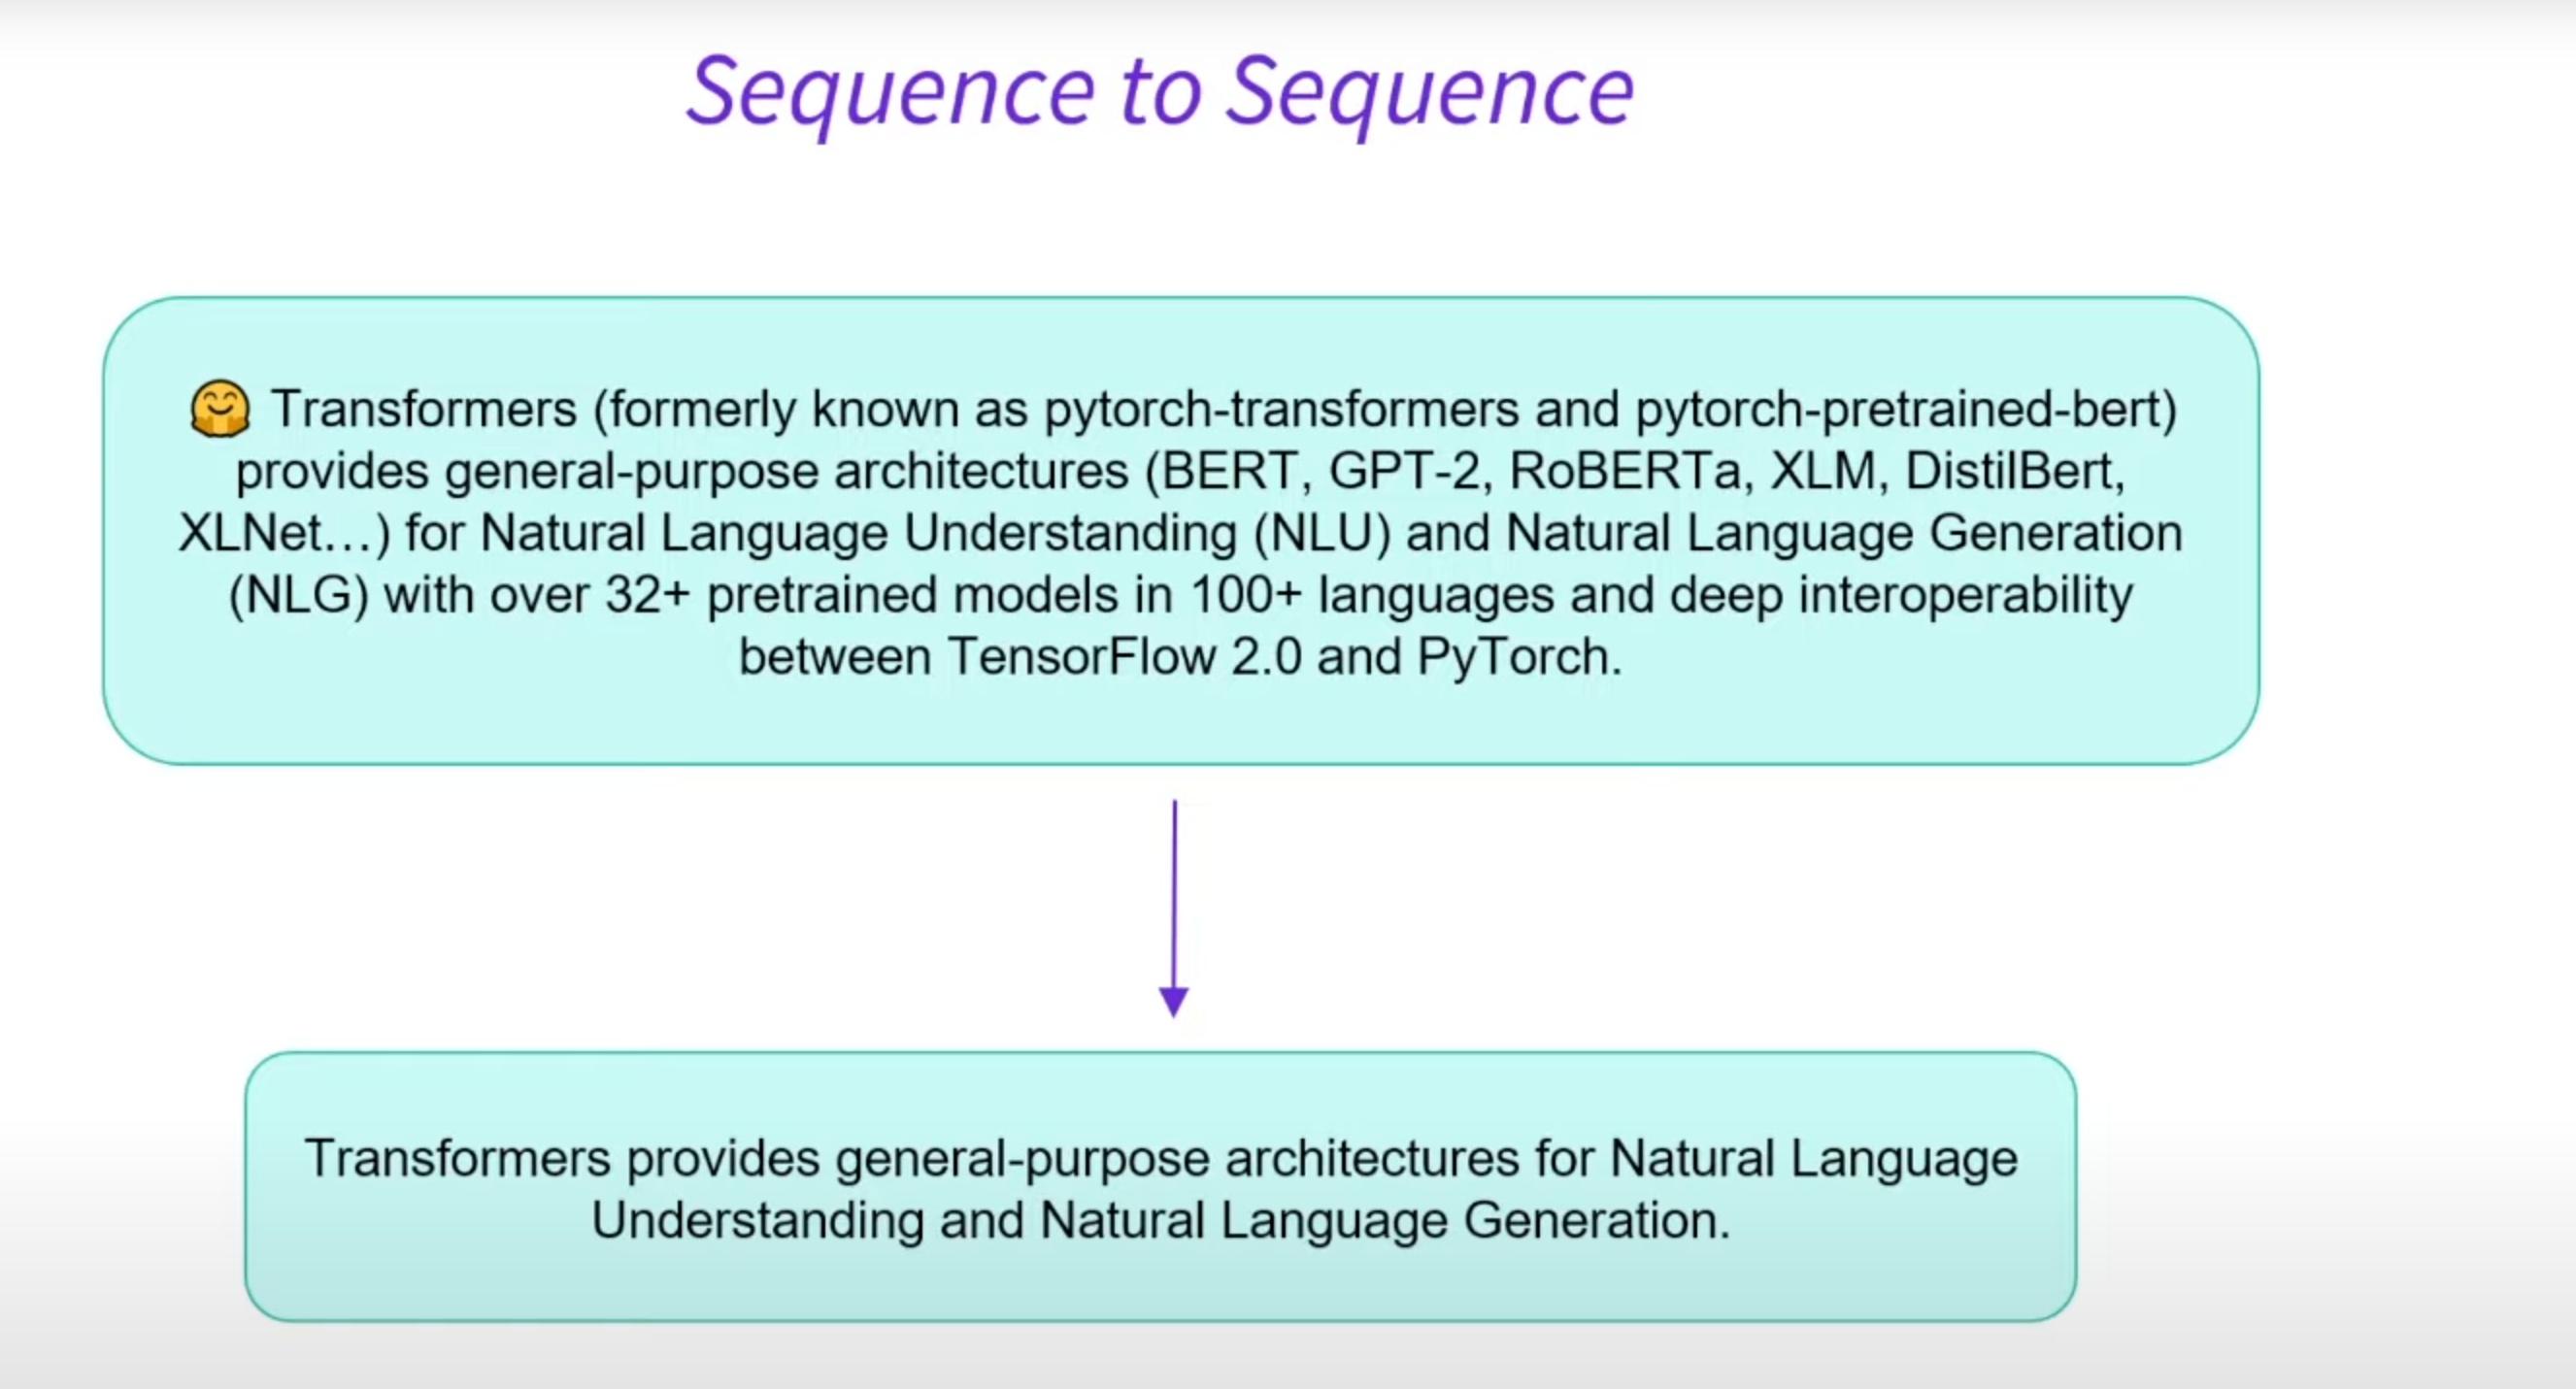 Sequence to Sequence
🤗 Transformers (formerly known as pytorch-transformers and pytorch-pretrained-bert)
provides general-purpose architectures (BERT, GPT-2, RoBERTa, XLM, DistilBert,
XLNet...) for Natural Language Understanding (NLU) and Natural Language Generation
(NLG) with over 32+ pretrained models in 100+ languages and deep interoperability
between TensorFlow 2.0 and PyTorch.
Transformers provides general-purpose architectures for Natural Language
Understanding and Natural Language Generation.